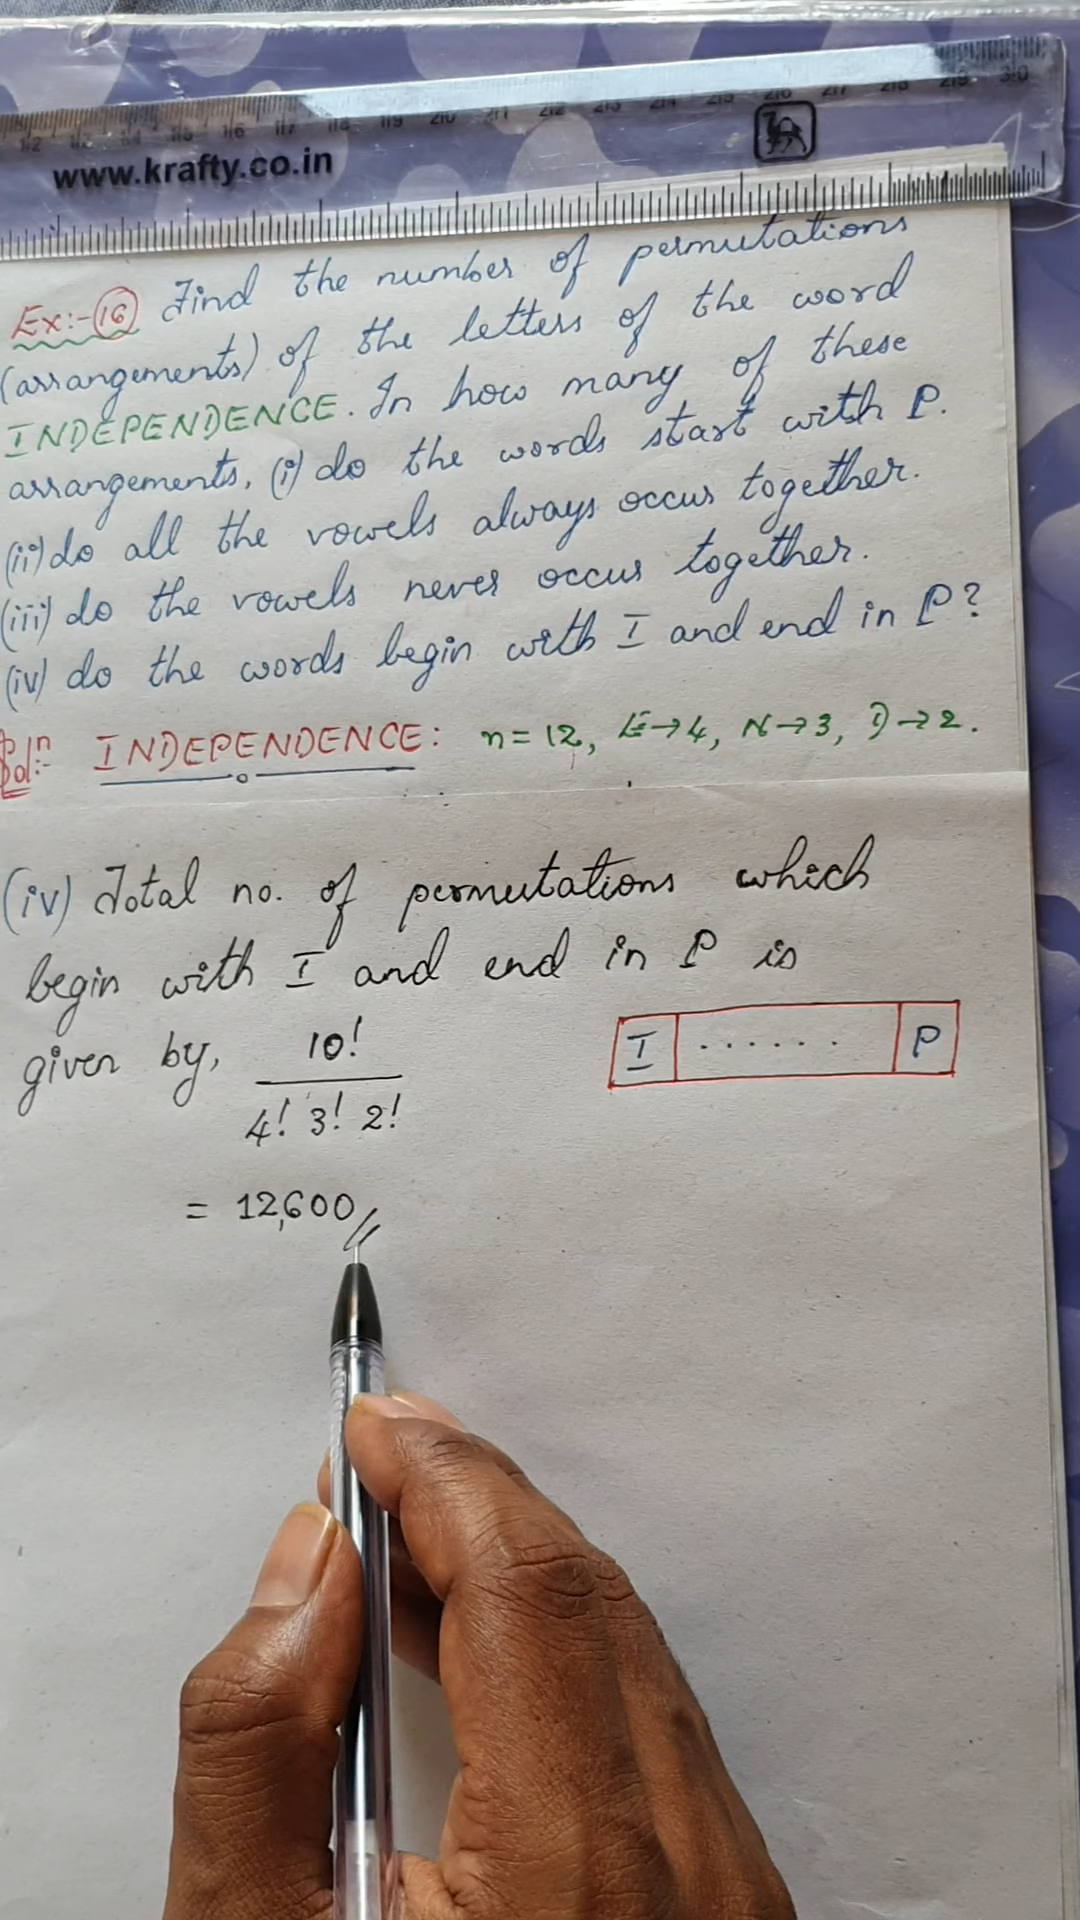 www.krafty.co.in
Ex:-(16) Find the number of permutations
(arrangements) of the letters of the word
INDEPENDENCE. In how many of these
arrangements, (i) do the words start with P.
(ii) do all the vowels always occur together.
(iii) do the vowels never occur together.
(iv) do the words begin with I and end in P?
Solⁿ:- INDEPENDENCE: n=12, E→4, N→3, D→2.
(iv) Total no. of permutations which
begin with I and end in P is
given by, 10! / 4! 3! 2!
I ...... P
= 12,600//